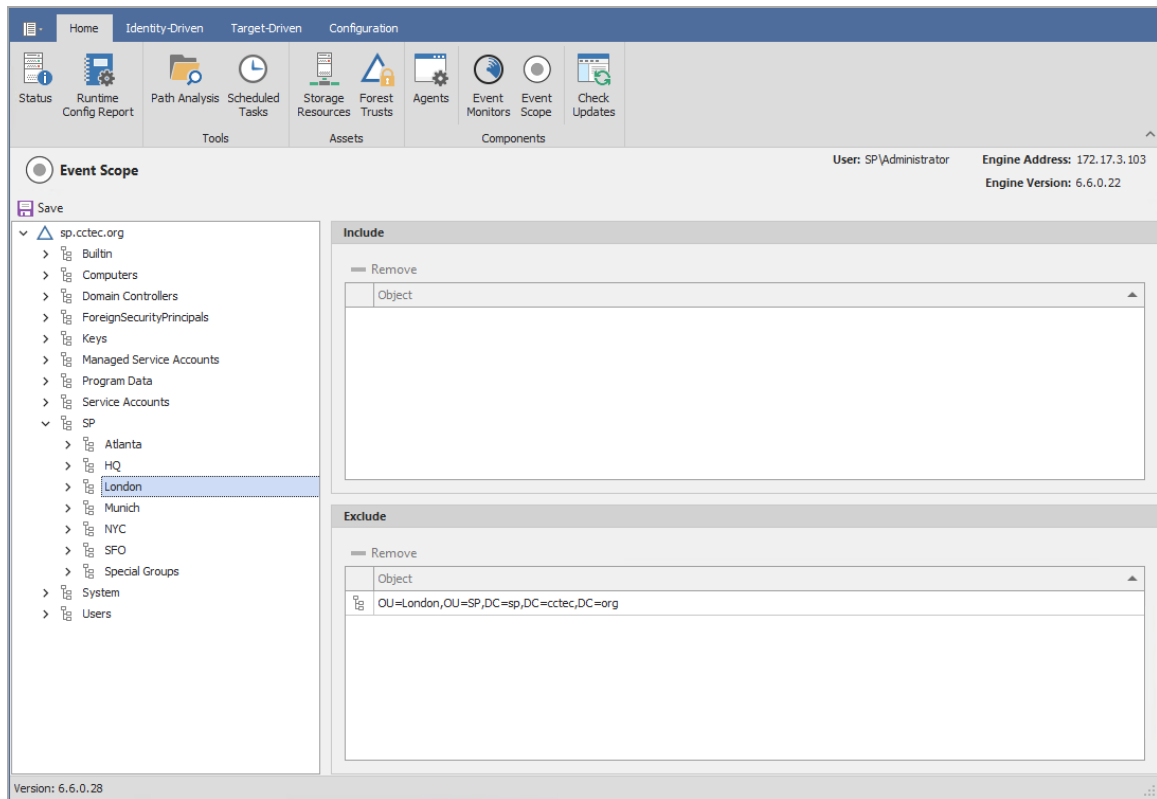 Home Identity-Driven Target-Driven Configuration
Status
Runtime Config Report
Path Analysis
Scheduled Tasks
Storage Resources
Forest Trusts
Agents
Event Monitors
Event Scope
Check Updates
Tools Assets Components
Event Scope
User: SP\Administrator
Engine Address: 172.17.3.103
Engine Version: 6.6.0.22
Save
sp.cctec.org
Builtin
Computers
Domain Controllers
ForeignSecurityPrincipals
Keys
Managed Service Accounts
Program Data
Service Accounts
SP
Atlanta
HQ
London
Munich
NYC
SFO
Special Groups
System
Users
Include
Remove
Object
Exclude
Remove
Object
OU=London,OU=SP,DC=sp,DC=cctec,DC=org
Version: 6.6.0.28